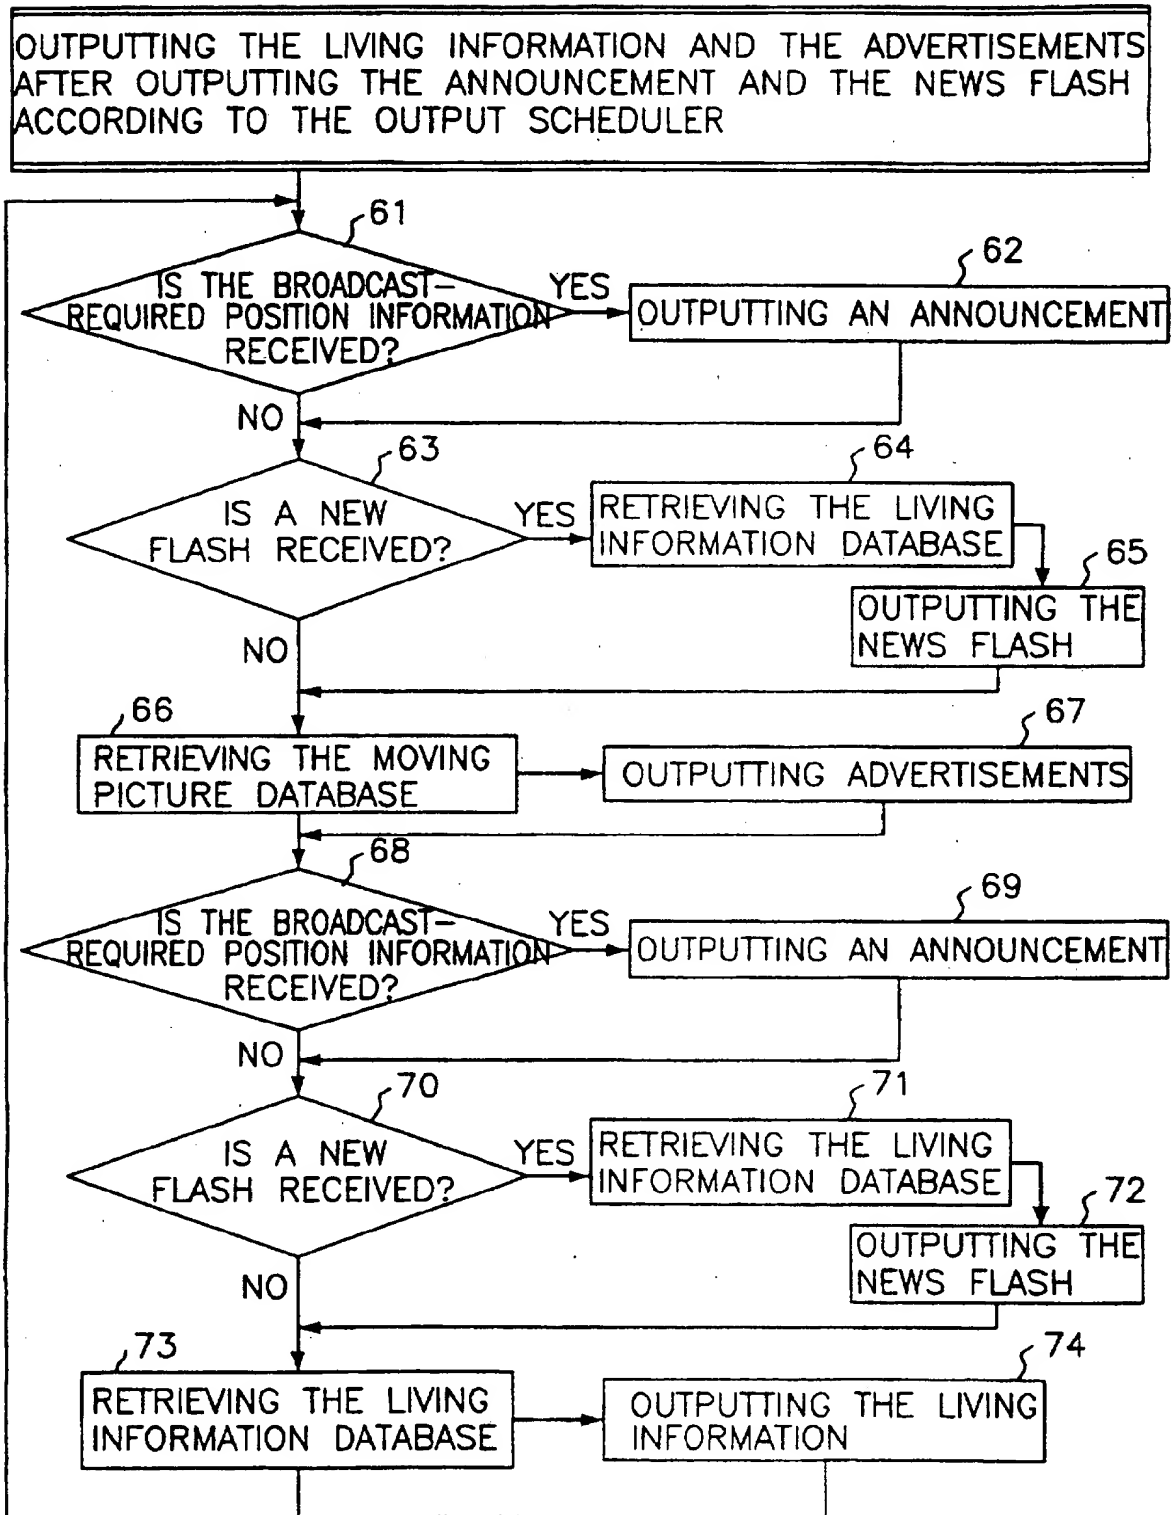 OUTPUTTING THE LIVING INFORMATION AND THE ADVERTISEMENTS
AFTER OUTPUTTING THE ANNOUNCEMENT AND THE NEWS FLASH
ACCORDING TO THE OUTPUT SCHEDULER
61
IS THE BROADCAST-
REQUIRED POSITION INFORMATION
RECEIVED?
YES
62
OUTPUTTING AN ANNOUNCEMENT
NO
63
IS A NEW
FLASH RECEIVED?
YES
64
RETRIEVING THE LIVING
INFORMATION DATABASE
65
OUTPUTTING THE
NEWS FLASH
NO
66
RETRIEVING THE MOVING
PICTURE DATABASE
67
OUTPUTTING ADVERTISEMENTS
68
IS THE BROADCAST-
REQUIRED POSITION INFORMATION
RECEIVED?
YES
69
OUTPUTTING AN ANNOUNCEMENT
NO
70
IS A NEW
FLASH RECEIVED?
YES
71
RETRIEVING THE LIVING
INFORMATION DATABASE
72
OUTPUTTING THE
NEWS FLASH
NO
73
RETRIEVING THE LIVING
INFORMATION DATABASE
74
OUTPUTTING THE LIVING
INFORMATION